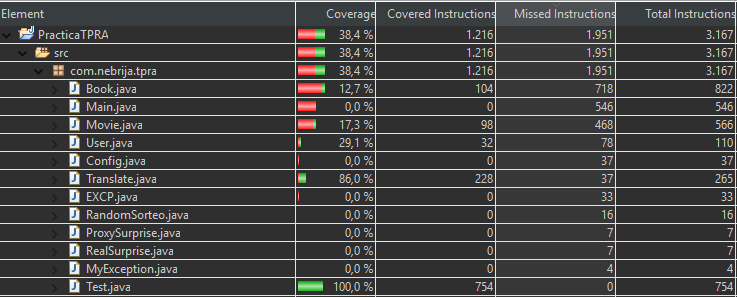 Element Coverage Covered Instructions Missed Instructions Total Instructions
PracticaTPRA 38,4 % 1.216 1.951 3.167
src 38,4 % 1.216 1.951 3.167
com.nebrija.tpra 38,4 % 1.216 1.951 3.167
Book.java 12,7 % 104 718 822
Main.java 0,0 % 0 546 546
Movie.java 17,3 % 98 468 566
User.java 29,1 % 32 78 110
Config.java 0,0 % 0 37 37
Translate.java 86,0 % 228 37 265
EXCP.java 0,0 % 0 33 33
RandomSorteo.java 0,0 % 0 16 16
ProxySurprise.java 0,0 % 0 7 7
RealSurprise.java 0,0 % 0 7 7
MyException.java 0,0 % 0 4 4
Test.java 100,0 % 754 0 754